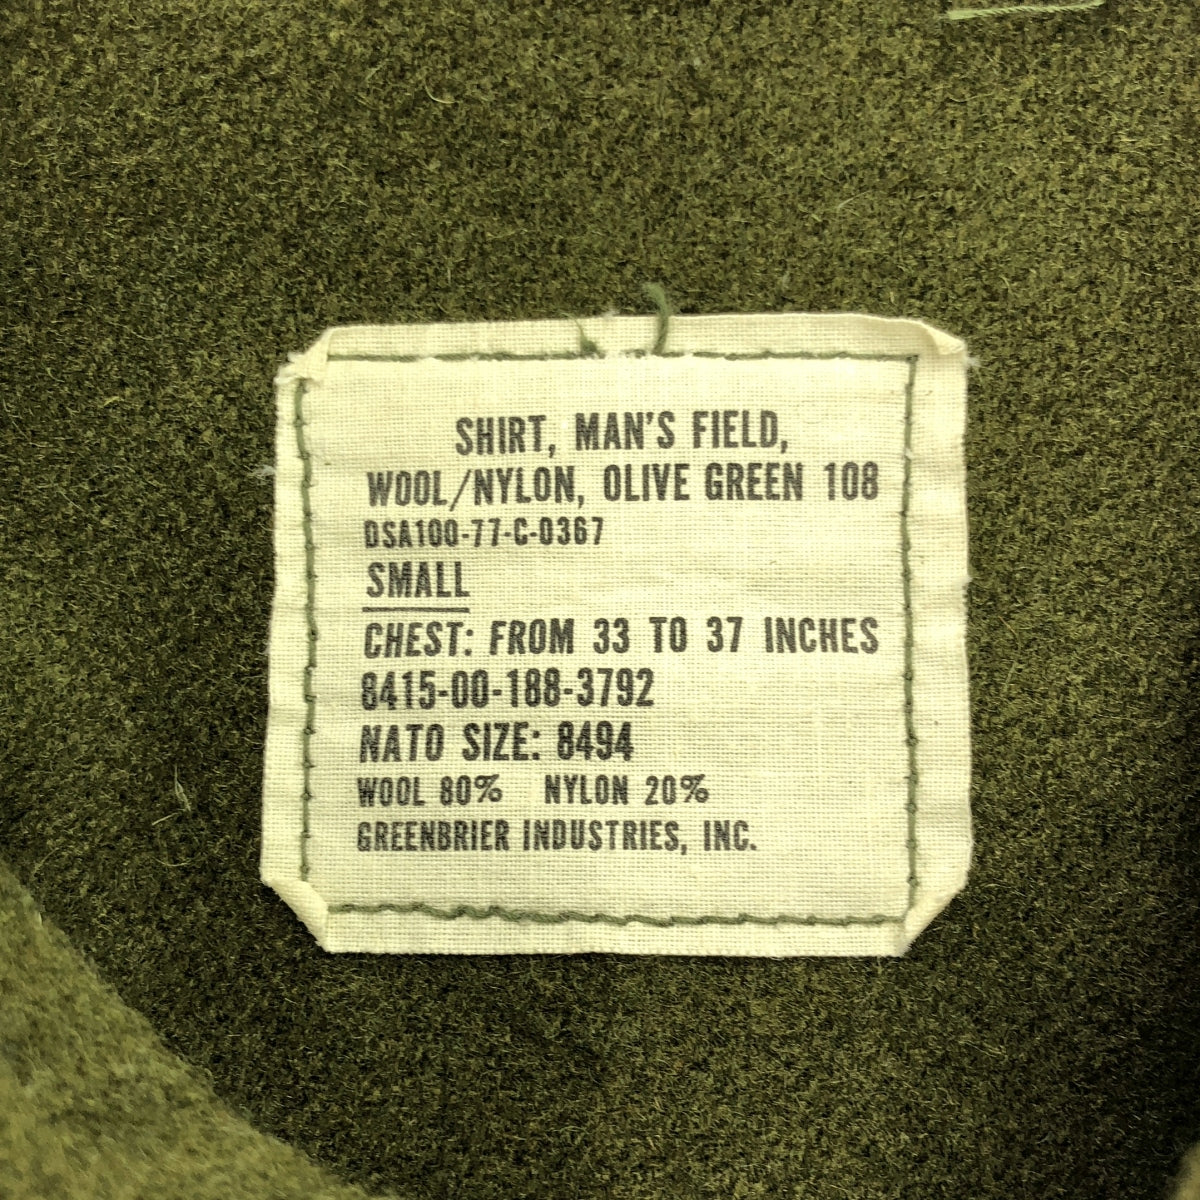 SHIRT, MAN'S FIELD,
WOOL/NYLON, OLIVE GREEN 108
DSA100-77-C-0367
SMALL
CHEST: FROM 33 TO 37 INCHES
8415-00-188-3792
NATO SIZE: 8494
WOOL 80% NYLON 20%
GREENBRIER INDUSTRIES, INC.